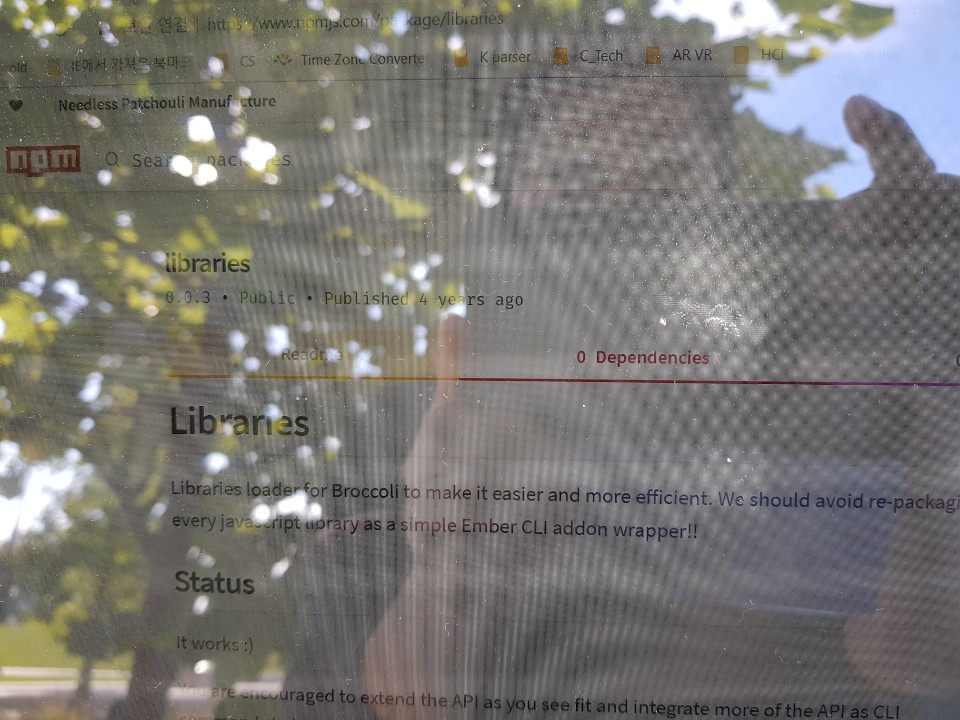 https://www.npmjs.com/package/libraries
old CS Time Zone Converter K parser C_Tech AR VR HCI
Needless Patchouli Manufacture
npm
Search packages
libraries
0.0.3 • Public • Published 4 years ago
Readme 0 Dependencies
Libraries
Libraries loader for Broccoli to make it easier and more efficient. We should avoid re-packagi
every javascript library as a simple Ember CLI addon wrapper!!
Status
It works :)
You are encouraged to extend the API as you see fit and integrate more of the API as CLI